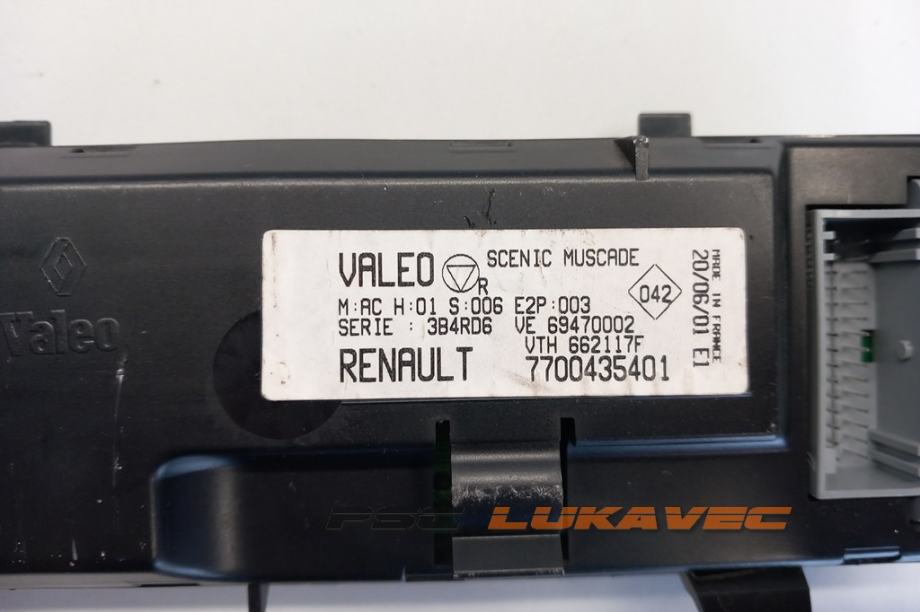 VALEO R SCENIC MUSCADE
M:AC H:01 S:006 E2P:003
SERIE : 3B4RD6 VE 69470002
VTH 662117F
RENAULT 7700435401
042
MADE IN FRANCE
20/06/01 E1
Valeo
PSC LUKAVEC